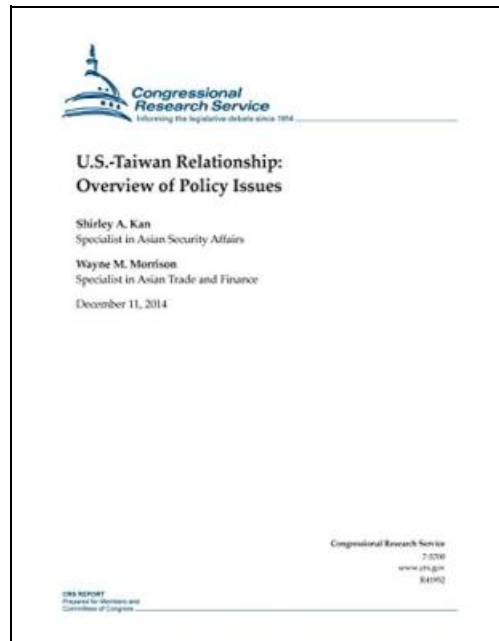 Congressional
Research Service
Informing the legislative debate since 1914
U.S.-Taiwan Relationship:
Overview of Policy Issues
Shirley A. Kan
Specialist in Asian Security Affairs
Wayne M. Morrison
Specialist in Asian Trade and Finance
December 11, 2014
Congressional Research Service
7-5700
www.crs.gov
R41952
CRS REPORT
Prepared for Members and
Committees of Congress